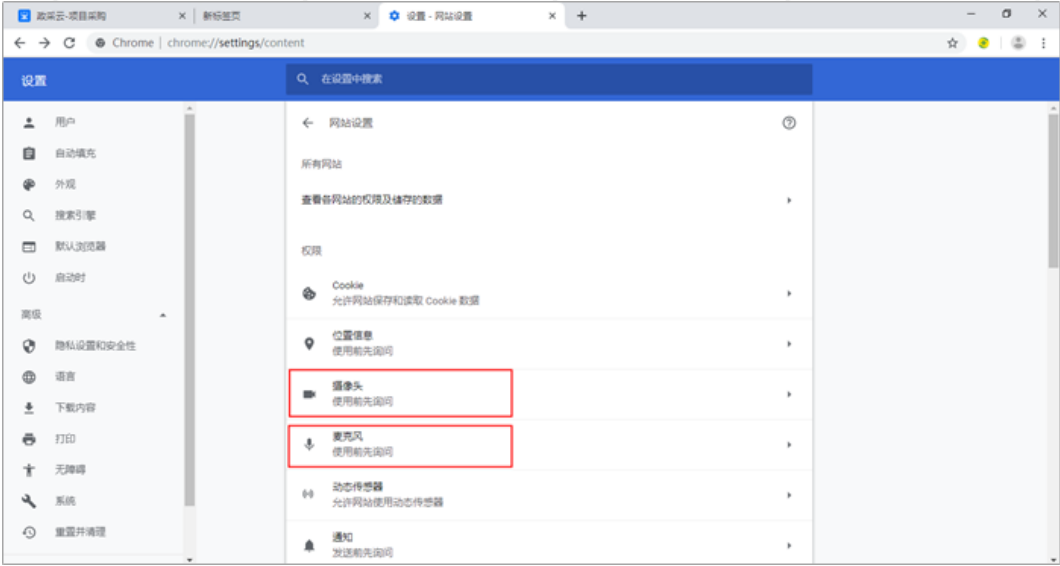 政采云-项目采购
新标签页
设置 - 网站设置
Chrome | chrome://settings/content
设置
在设置中搜索
用户
自动填充
外观
搜索引擎
默认浏览器
启动时
高级
隐私设置和安全性
语言
下载内容
打印
无障碍
系统
重置并清理
网站设置
所有网站
查看各网站的权限及储存的数据
权限
Cookie
允许网站保存和读取 Cookie 数据
位置信息
使用前先询问
摄像头
使用前先询问
麦克风
使用前先询问
动态传感器
允许网站使用动态传感器
通知
发送前先询问